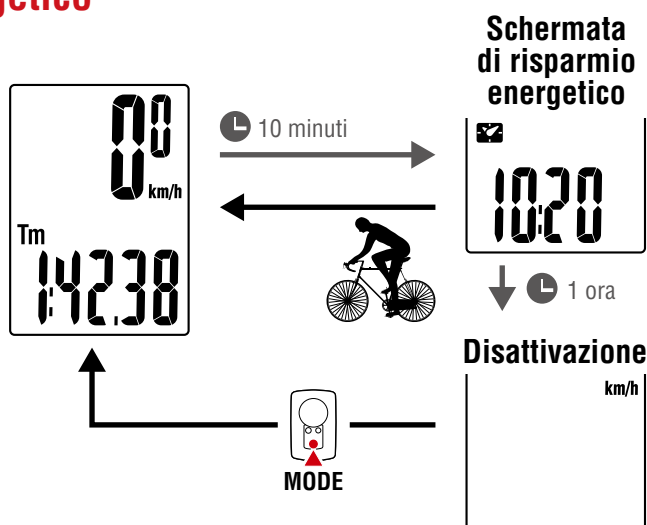 getico
Schermata
di risparmio
energetico
10 minuti
0⁰
km/h
10:20
Tm
1:42.38
1 ora
Disattivazione
km/h
MODE